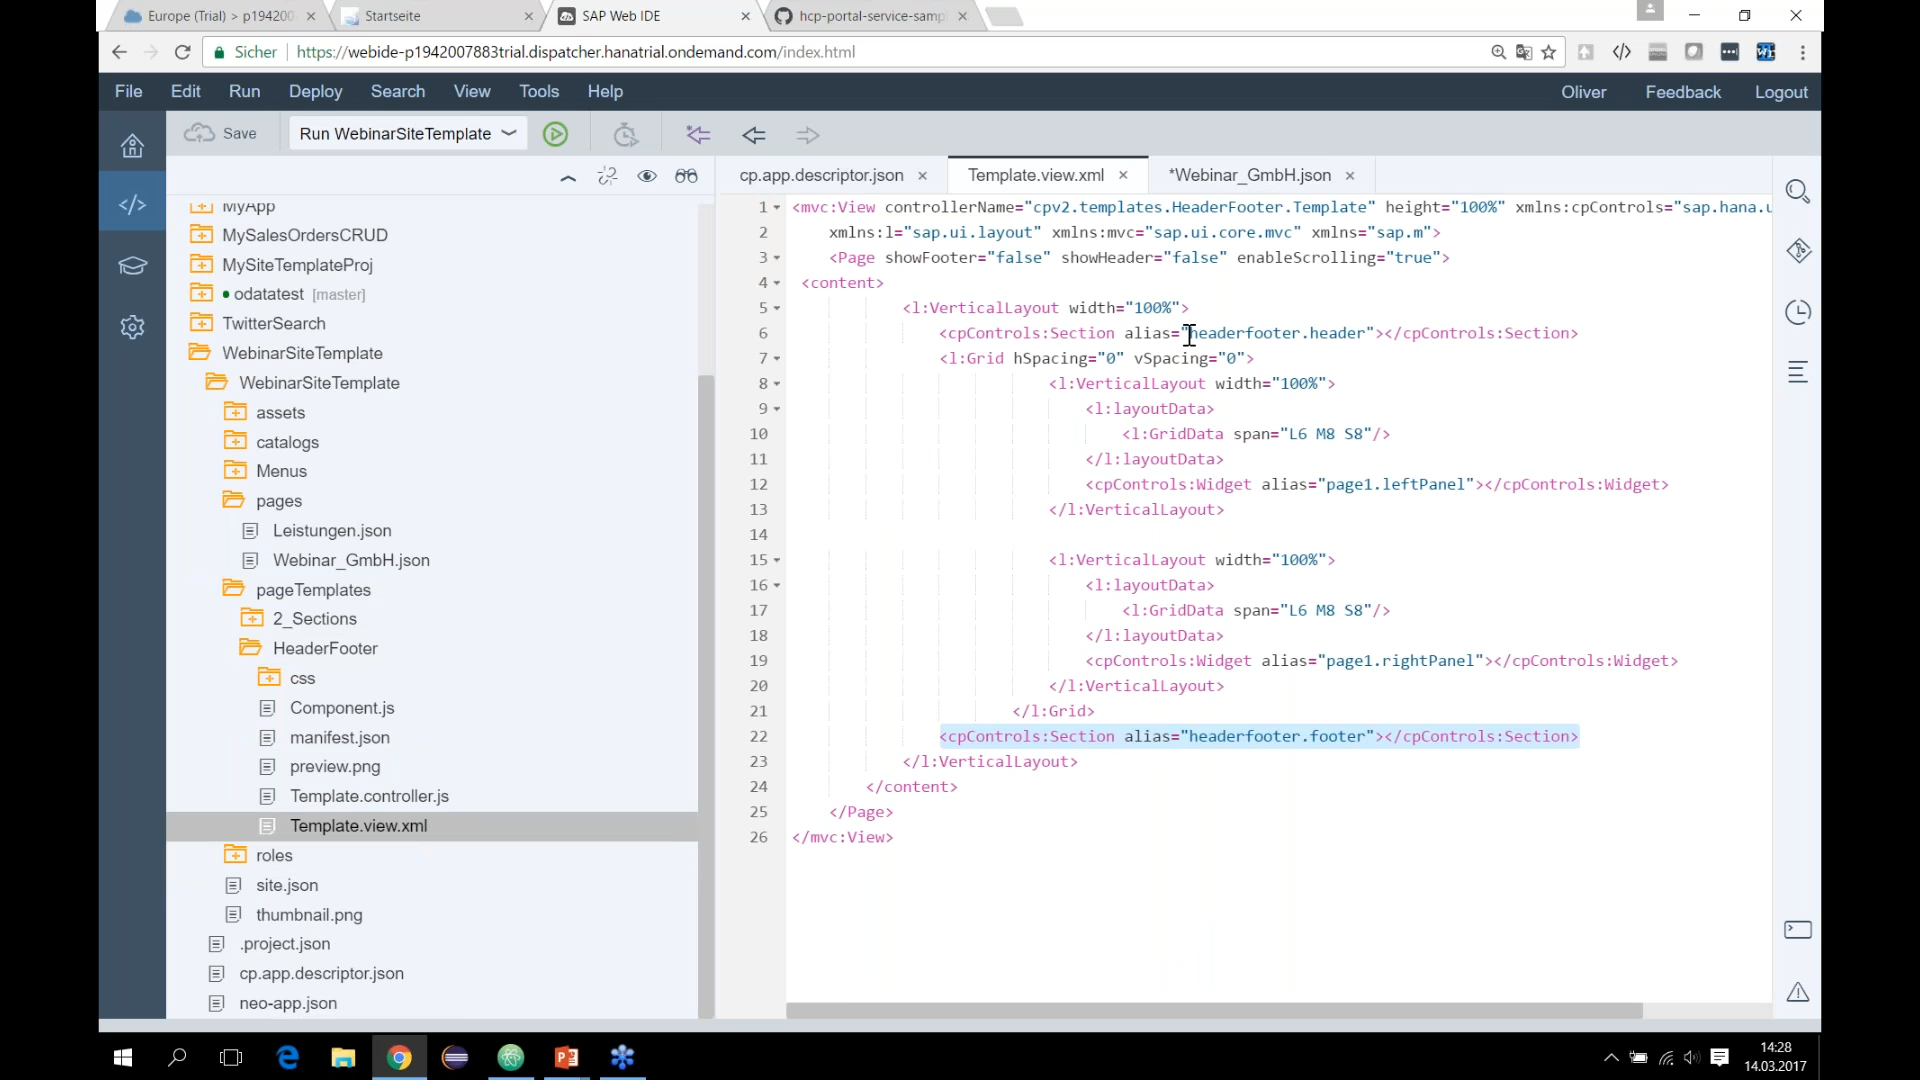 Europe (Trial) > p194200
Startseite
SAP Web IDE
hcp-portal-service-samp
Sicher
https://webide-p1942007883trial.dispatcher.hanatrial.ondemand.com/index.html
File Edit Run Deploy Search View Tools Help
Oliver Feedback Logout
Save
Run WebinarSiteTemplate
cp.app.descriptor.json
Template.view.xml
*Webinar_GmbH.json
MyApp
MySalesOrdersCRUD
MySiteTemplateProj
odatatest [master]
TwitterSearch
WebinarSiteTemplate
WebinarSiteTemplate
assets
catalogs
Menus
pages
Leistungen.json
Webinar_GmbH.json
pageTemplates
2_Sections
HeaderFooter
css
Component.js
manifest.json
preview.png
Template.controller.js
Template.view.xml
roles
site.json
thumbnail.png
.project.json
cp.app.descriptor.json
neo-app.json
1 <mvc:View controllerName="cpv2.templates.HeaderFooter.Template" height="100%" xmlns:cpControls="sap.hana.u
2 xmlns:l="sap.ui.layout" xmlns:mvc="sap.ui.core.mvc" xmlns="sap.m">
3 <Page showFooter="false" showHeader="false" enableScrolling="true">
4 <content>
5 <l:VerticalLayout width="100%">
6 <cpControls:Section alias="headerfooter.header"></cpControls:Section>
7 <l:Grid hSpacing="0" vSpacing="0">
8 <l:VerticalLayout width="100%">
9 <l:layoutData>
10 <l:GridData span="L6 M8 S8"/>
11 </l:layoutData>
12 <cpControls:Widget alias="page1.leftPanel"></cpControls:Widget>
13 </l:VerticalLayout>
14
15 <l:VerticalLayout width="100%">
16 <l:layoutData>
17 <l:GridData span="L6 M8 S8"/>
18 </l:layoutData>
19 <cpControls:Widget alias="page1.rightPanel"></cpControls:Widget>
20 </l:VerticalLayout>
21 </l:Grid>
22 <cpControls:Section alias="headerfooter.footer"></cpControls:Section>
23 </l:VerticalLayout>
24 </content>
25 </Page>
26 </mvc:View>
14:28
14.03.2017